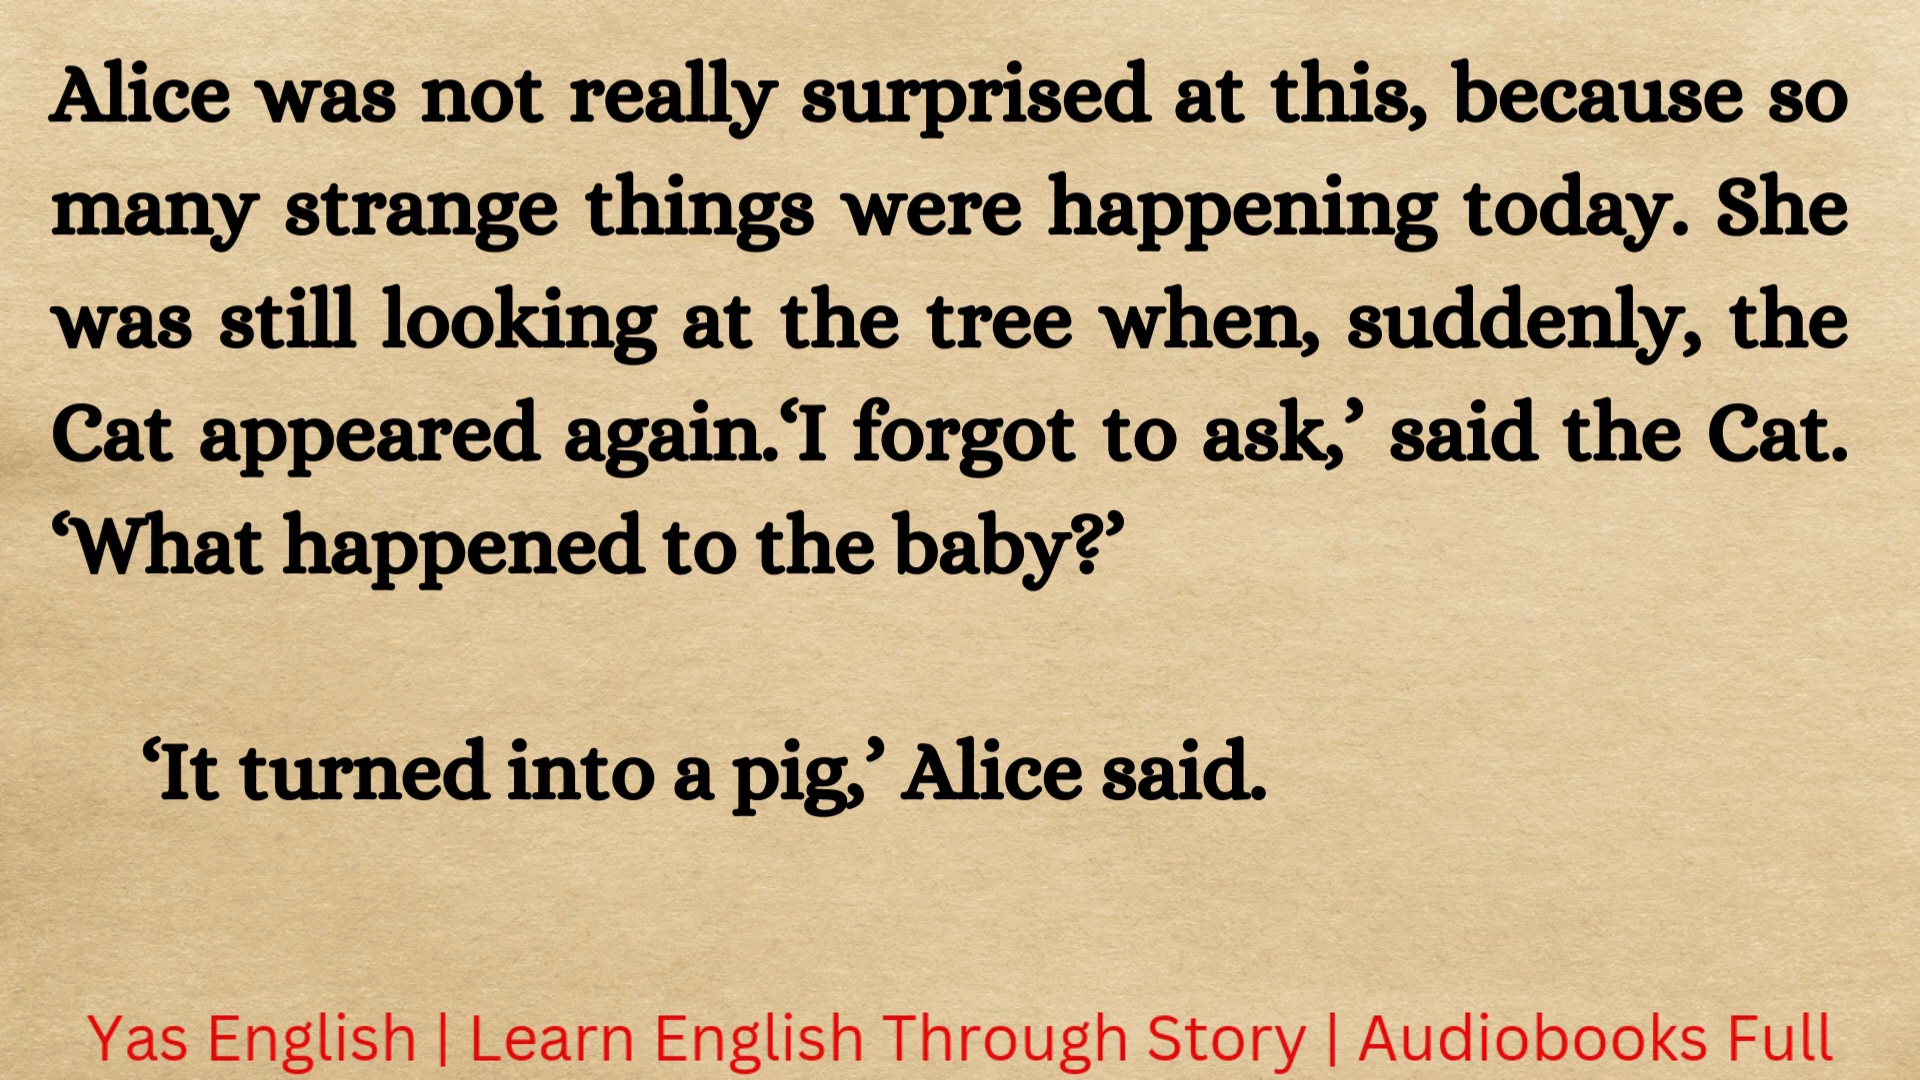 Alice was not really surprised at this, because so
many strange things were happening today. She
was still looking at the tree when, suddenly, the
Cat appeared again.‘I forgot to ask,’ said the Cat.
‘What happened to the baby?’
‘It turned into a pig,’ Alice said.
Yas English | Learn English Through Story | Audiobooks Full